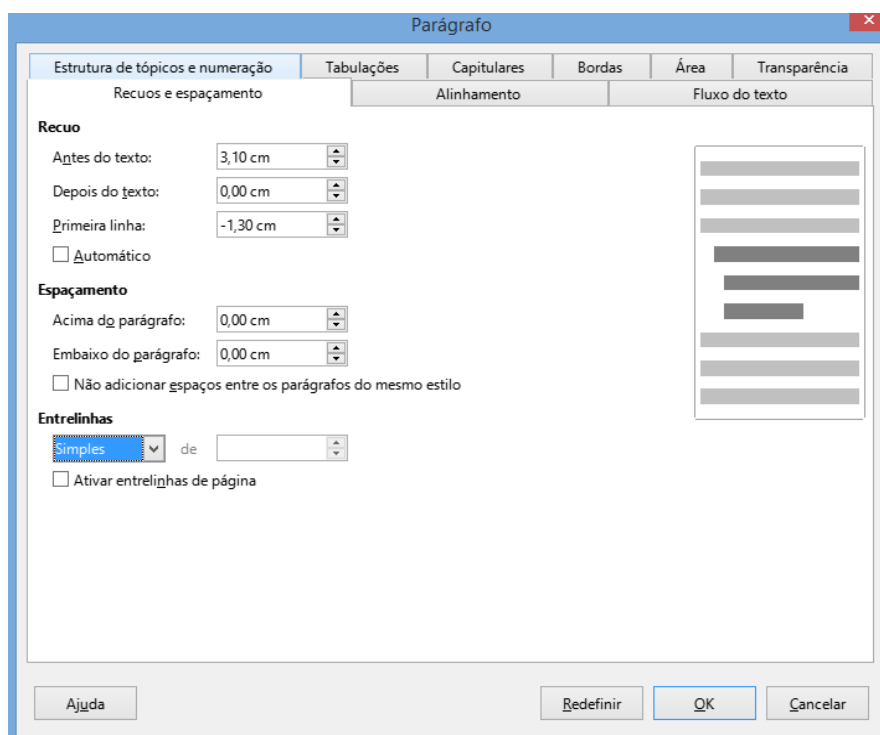 Parágrafo
Estrutura de tópicos e numeração Tabulações Capitulares Bordas Área Transparência
Recuos e espaçamento Alinhamento Fluxo do texto
Recuo
Antes do texto: 3,10 cm
Depois do texto: 0,00 cm
Primeira linha: -1,30 cm
Automático
Espaçamento
Acima do parágrafo: 0,00 cm
Embaixo do parágrafo: 0,00 cm
Não adicionar espaços entre os parágrafos do mesmo estilo
Entrelinhas
Simples de
Ativar entrelinhas de página
Ajuda Redefinir OK Cancelar